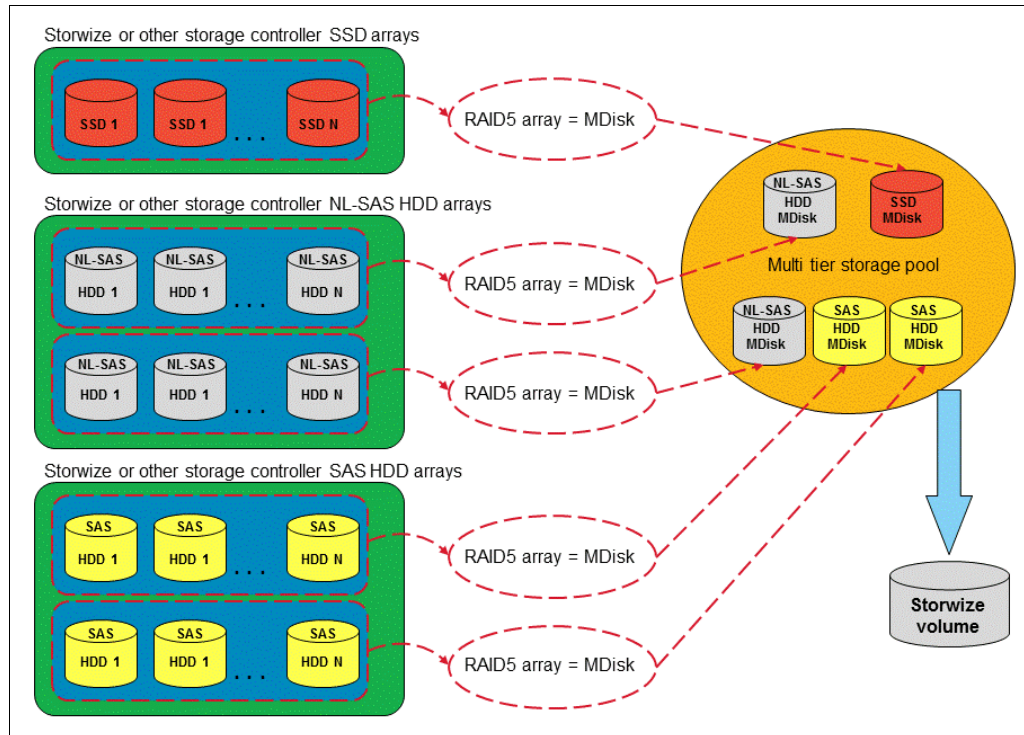 Storwize or other storage controller SSD arrays
SSD 1
SSD 1
. . .
SSD N
RAID5 array = MDisk
Storwize or other storage controller NL-SAS HDD arrays
NL-SAS
HDD 1
NL-SAS
HDD 1
. . .
NL-SAS
HDD N
RAID5 array = MDisk
NL-SAS
HDD 1
NL-SAS
HDD 1
. . .
NL-SAS
HDD N
RAID5 array = MDisk
Storwize or other storage controller SAS HDD arrays
SAS
HDD 1
SAS
HDD 1
. . .
SAS
HDD N
RAID5 array = MDisk
SAS
HDD 1
SAS
HDD 1
. . .
SAS
HDD N
RAID5 array = MDisk
NL-SAS
HDD
MDisk
SSD
MDisk
Multi tier storage pool
NL-SAS
HDD
MDisk
SAS
HDD
MDisk
SAS
HDD
MDisk
Storwize
volume